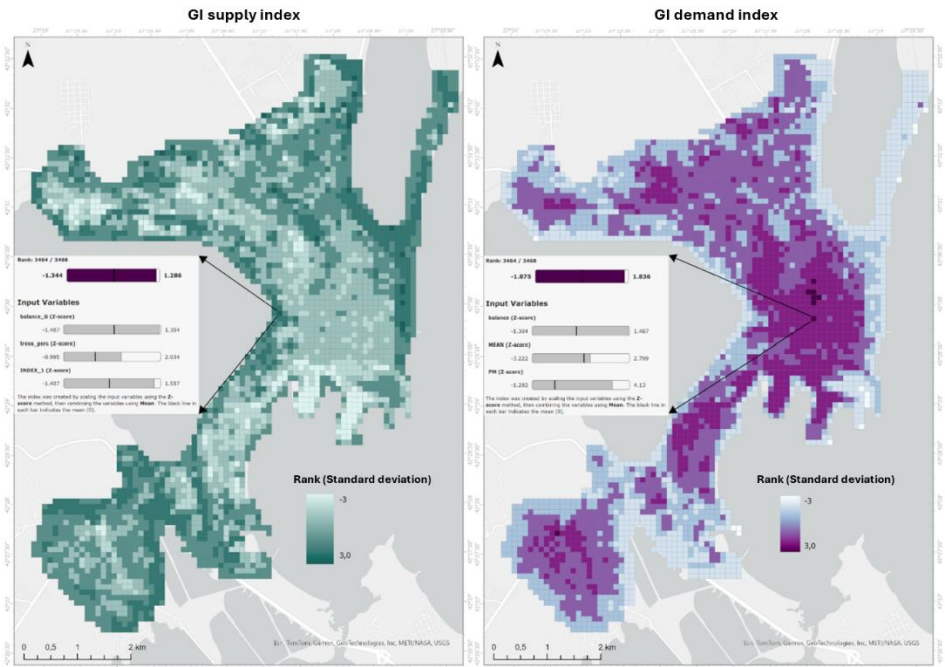 GI supply index
GI demand index
N
N
Rank: 3464 / 3468
-1.344
1.286
Input Variables
balance_G (Z-score)
-1.487
1.304
tress_perc (Z-score)
-0.995
2.034
INDEX_1 (Z-score)
-1.437
1.557
The index was created by scaling the input variables using the Z-
score method, then combining the variables using Mean. The black line in
each bar indicates the mean (0).
Rank: 3464 / 3468
-1.875
1.836
Input Variables
balance (Z-score)
-1.304
1.487
MEAN (Z-score)
-3.222
2.799
PM (Z-score)
-1.282
4.13
The index was created by scaling the input variables using the Z-
score method, then combining the variables using Mean. The black line in
each bar indicates the mean (0).
Rank (Standard deviation)
-3
3,0
Rank (Standard deviation)
-3
3,0
Esri, TomTom, Garmin, GeoTechnologies, Inc, METI/NASA, USGS
0 0,5 1 2 km
Esri, TomTom, Garmin, GeoTechnologies, Inc, METI/NASA, USGS
0 0,5 1 2 km